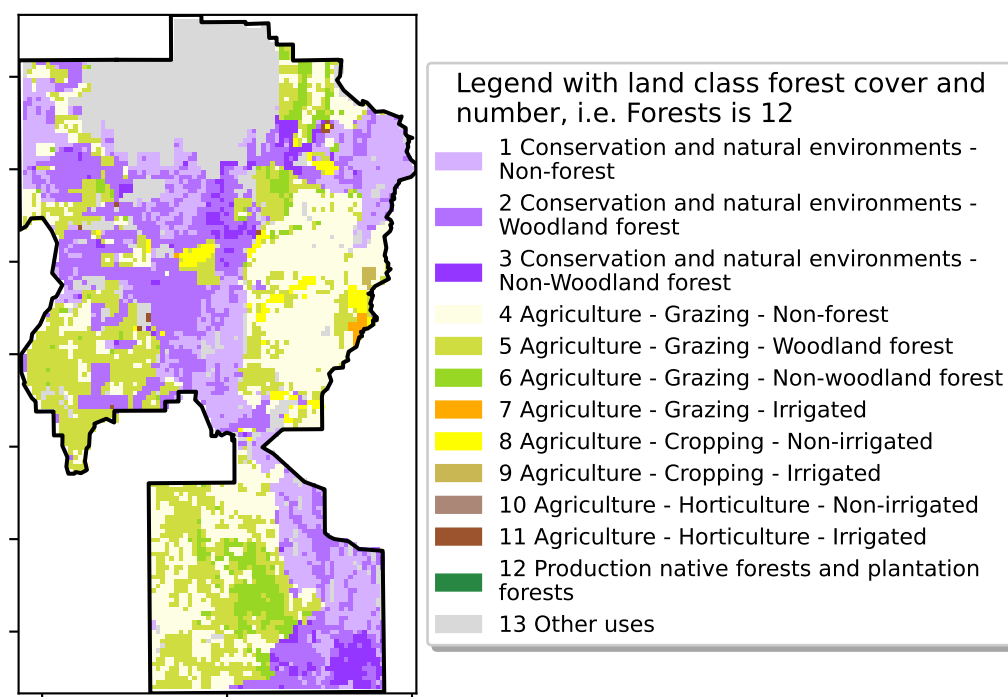 Legend with land class forest cover and
number, i.e. Forests is 12
1 Conservation and natural environments -
Non-forest
2 Conservation and natural environments -
Woodland forest
3 Conservation and natural environments -
Non-Woodland forest
4 Agriculture - Grazing - Non-forest
5 Agriculture - Grazing - Woodland forest
6 Agriculture - Grazing - Non-woodland forest
7 Agriculture - Grazing - Irrigated
8 Agriculture - Cropping - Non-irrigated
9 Agriculture - Cropping - Irrigated
10 Agriculture - Horticulture - Non-irrigated
11 Agriculture - Horticulture - Irrigated
12 Production native forests and plantation
forests
13 Other uses